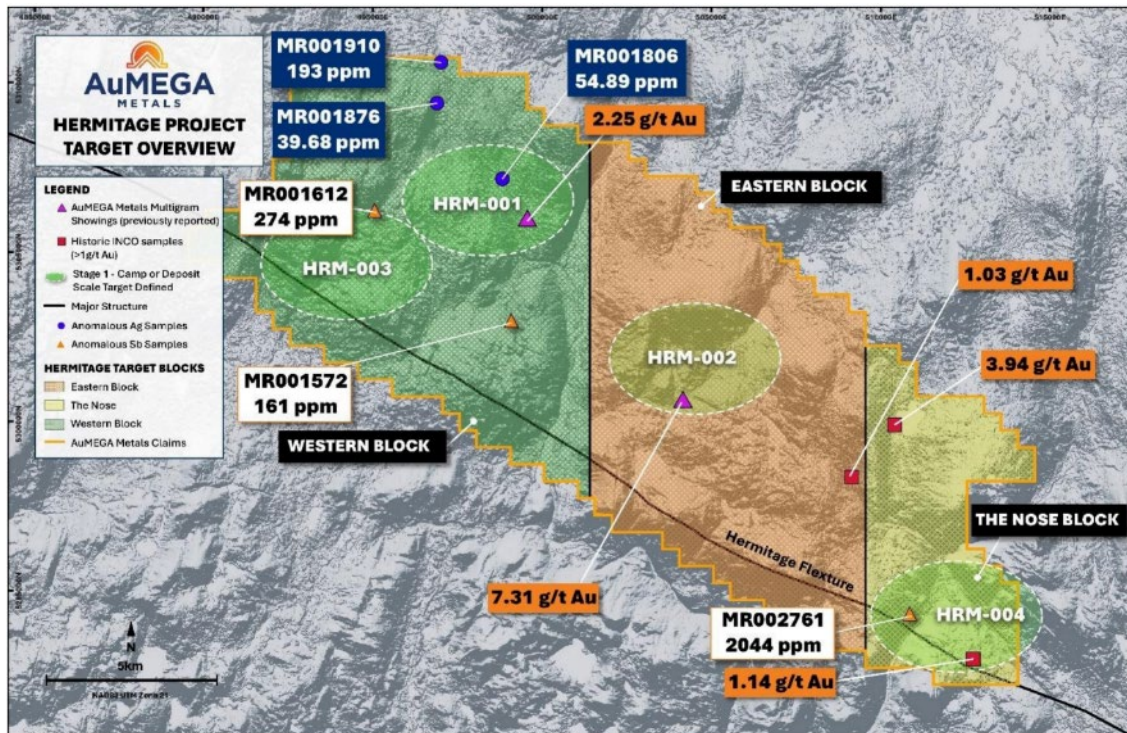 AuMEGA
METALS
HERMITAGE PROJECT
TARGET OVERVIEW
LEGEND
AuMEGA Metals Multigram
Showings (previously reported)
Historic INCO samples
(>1g/t Au)
Stage 1 - Camp or Deposit
Scale Target Defined
Major Structure
Anomalous Ag Samples
Anomalous Sb Samples
HERMITAGE TARGET BLOCKS
Eastern Block
The Nose
Western Block
AuMEGA Metals Claims
MR001910
193 ppm
MR001876
39.68 ppm
MR001806
54.89 ppm
2.25 g/t Au
MR001612
274 ppm
HRM-001
HRM-003
EASTERN BLOCK
1.03 g/t Au
HRM-002
3.94 g/t Au
MR001572
161 ppm
WESTERN BLOCK
THE NOSE BLOCK
Hermitage Flexture
7.31 g/t Au
MR002761
2044 ppm
HRM-004
1.14 g/t Au
N
5km